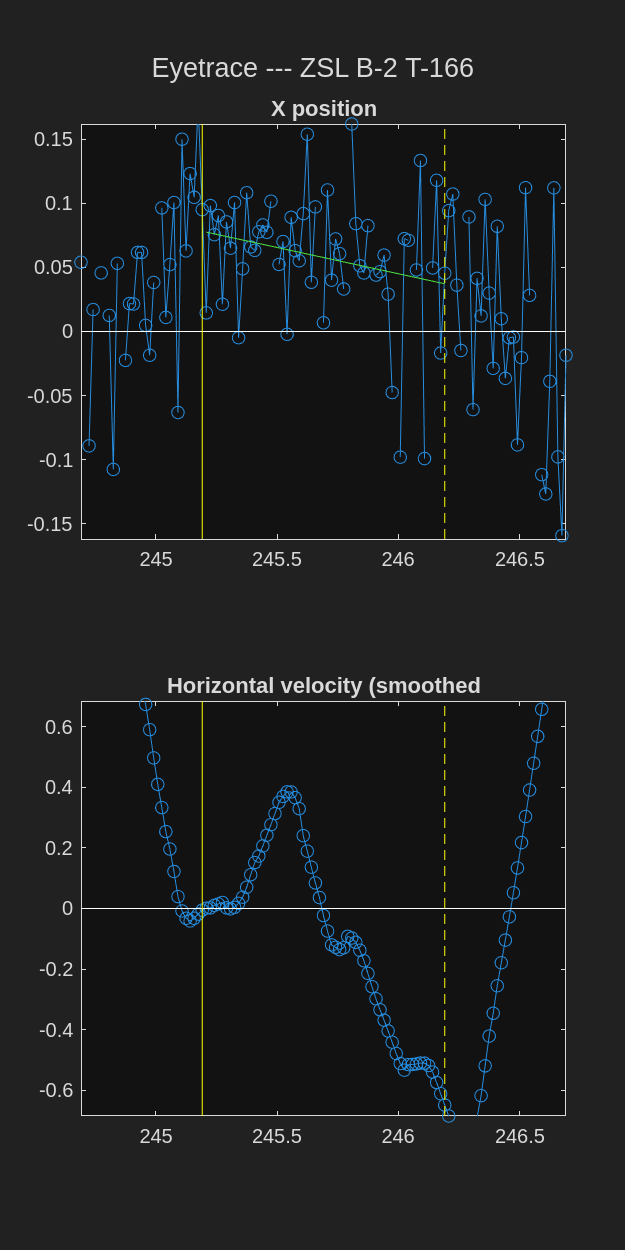 Eyetrace --- ZSL B-2 T-166
X position
0.15
0.1
0.05
0
-0.05
-0.1
-0.15
245 245.5 246 246.5
Horizontal velocity (smoothed
0.6
0.4
0.2
0
-0.2
-0.4
-0.6
245 245.5 246 246.5